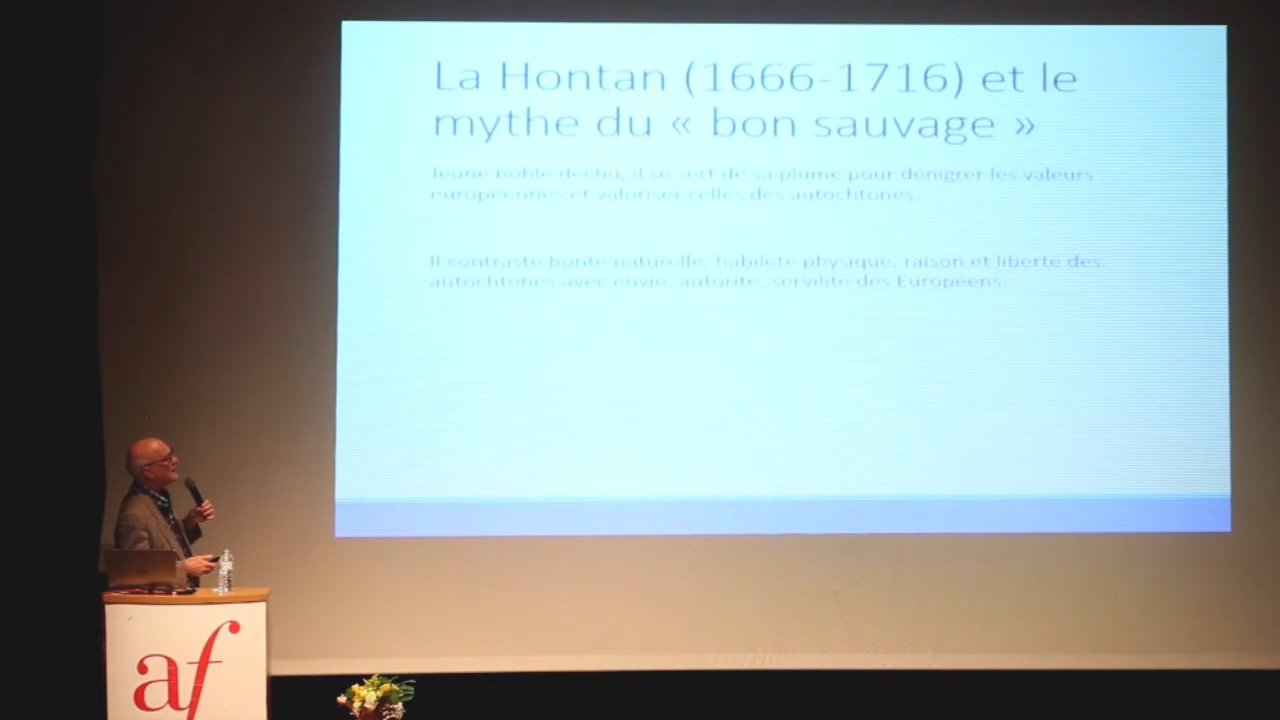 La Hontan (1666-1716) et le
mythe du « bon sauvage »
Jeune noble déchu, il se sert de sa plume pour dénigrer les valeurs
européennes et valoriser celles des autochtones.
Il contraste bonté naturelle, habileté physique, raison et liberté des
autochtones avec envie, autorité, servilité des Européens.
af